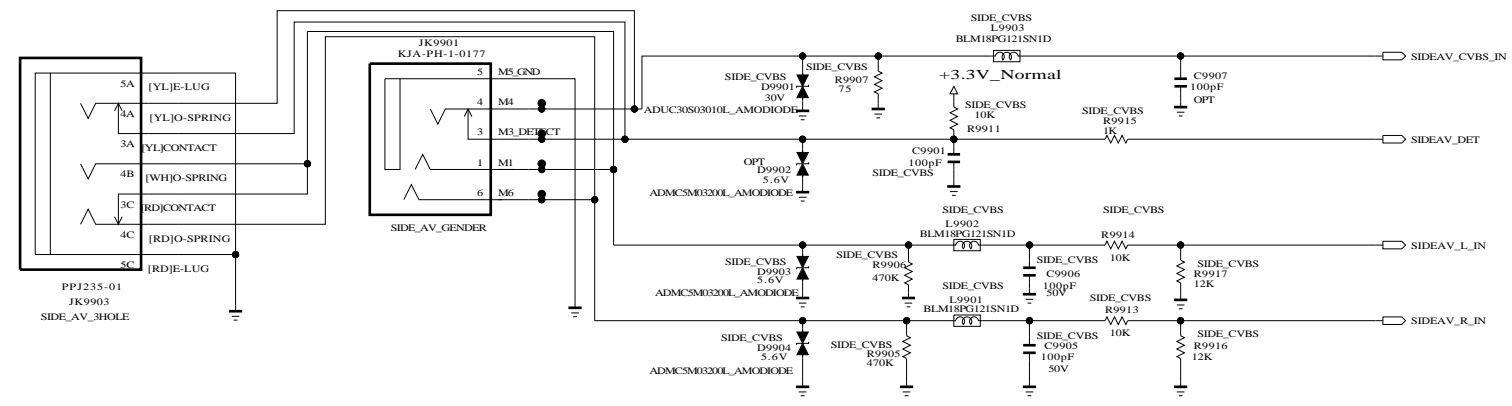 SIDE_CVBS
L9903
BLM18PG121SN1D
SIDEAV_CVBS_IN
JK9901
KJA-PH-1-0177
5 M5_GND
4 M4
3 M3_DETECT
1 M1
6 M6
SIDE_AV_GENDER
5A [YL]E-LUG
4A [YL]O-SPRING
3A [YL]CONTACT
4B [WH]O-SPRING
3C [RD]CONTACT
4C [RD]O-SPRING
5C [RD]E-LUG
PPJ235-01
JK9903
SIDE_AV_3HOLE
SIDE_CVBS
D9901
30V
ADUC30S03010L_AMODIODE
SIDE_CVBS
R9907
75
+3.3V_Normal
SIDE_CVBS
10K
R9911
C9907
100pF
OPT
SIDE_CVBS
R9915
1K
SIDEAV_DET
OPT
D9902
5.6V
ADMC5M03200L_AMODIODE
C9901
100pF
SIDE_CVBS
SIDE_CVBS
L9902
BLM18PG121SN1D
SIDE_CVBS
R9914
10K
SIDEAV_L_IN
SIDE_CVBS
D9903
5.6V
ADMC5M03200L_AMODIODE
SIDE_CVBS
R9906
470K
SIDE_CVBS
C9906
100pF
50V
SIDE_CVBS
R9917
12K
SIDE_CVBS
L9901
BLM18PG121SN1D
SIDE_CVBS
R9913
10K
SIDEAV_R_IN
SIDE_CVBS
D9904
5.6V
ADMC5M03200L_AMODIODE
SIDE_CVBS
R9905
470K
SIDE_CVBS
C9905
100pF
50V
SIDE_CVBS
R9916
12K